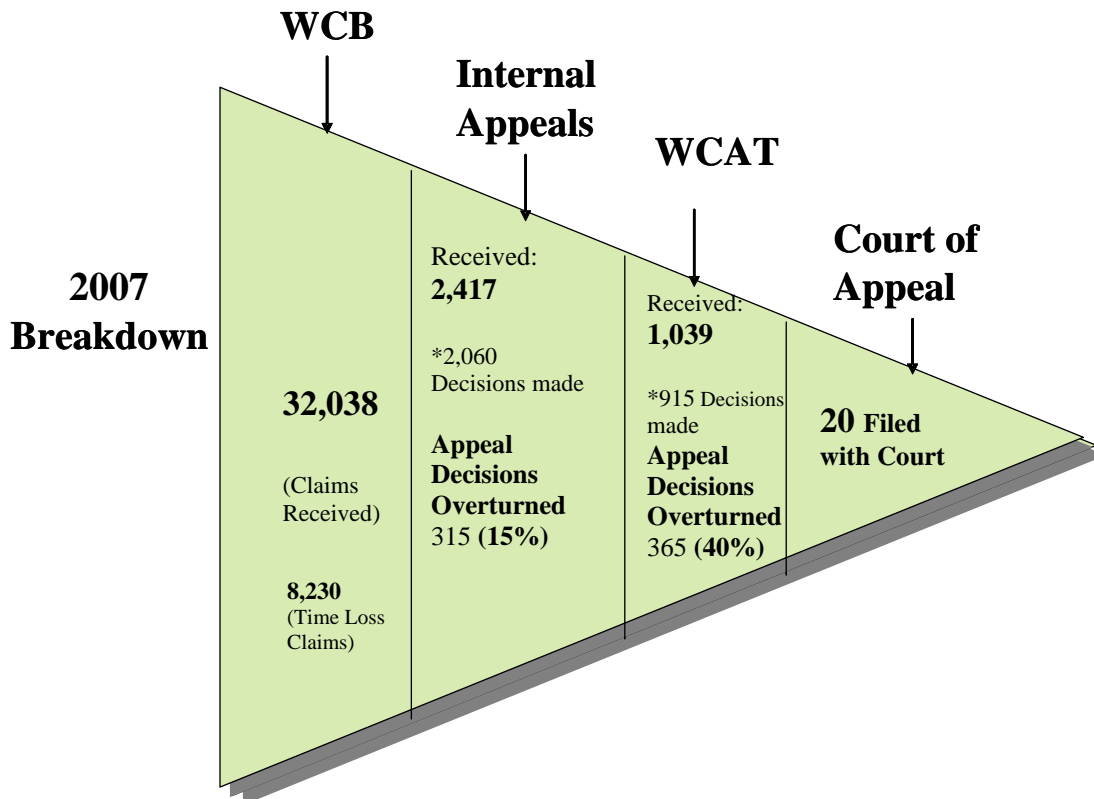 2007
Breakdown
WCB
32,038
(Claims
Received)
8,230
(Time Loss
Claims)
Internal
Appeals
Received:
2,417
*2,060
Decisions made
Appeal
Decisions
Overturned
315 (15%)
WCAT
Received:
1,039
*915 Decisions
made
Appeal
Decisions
Overturned
365 (40%)
Court of
Appeal
20 Filed
with Court